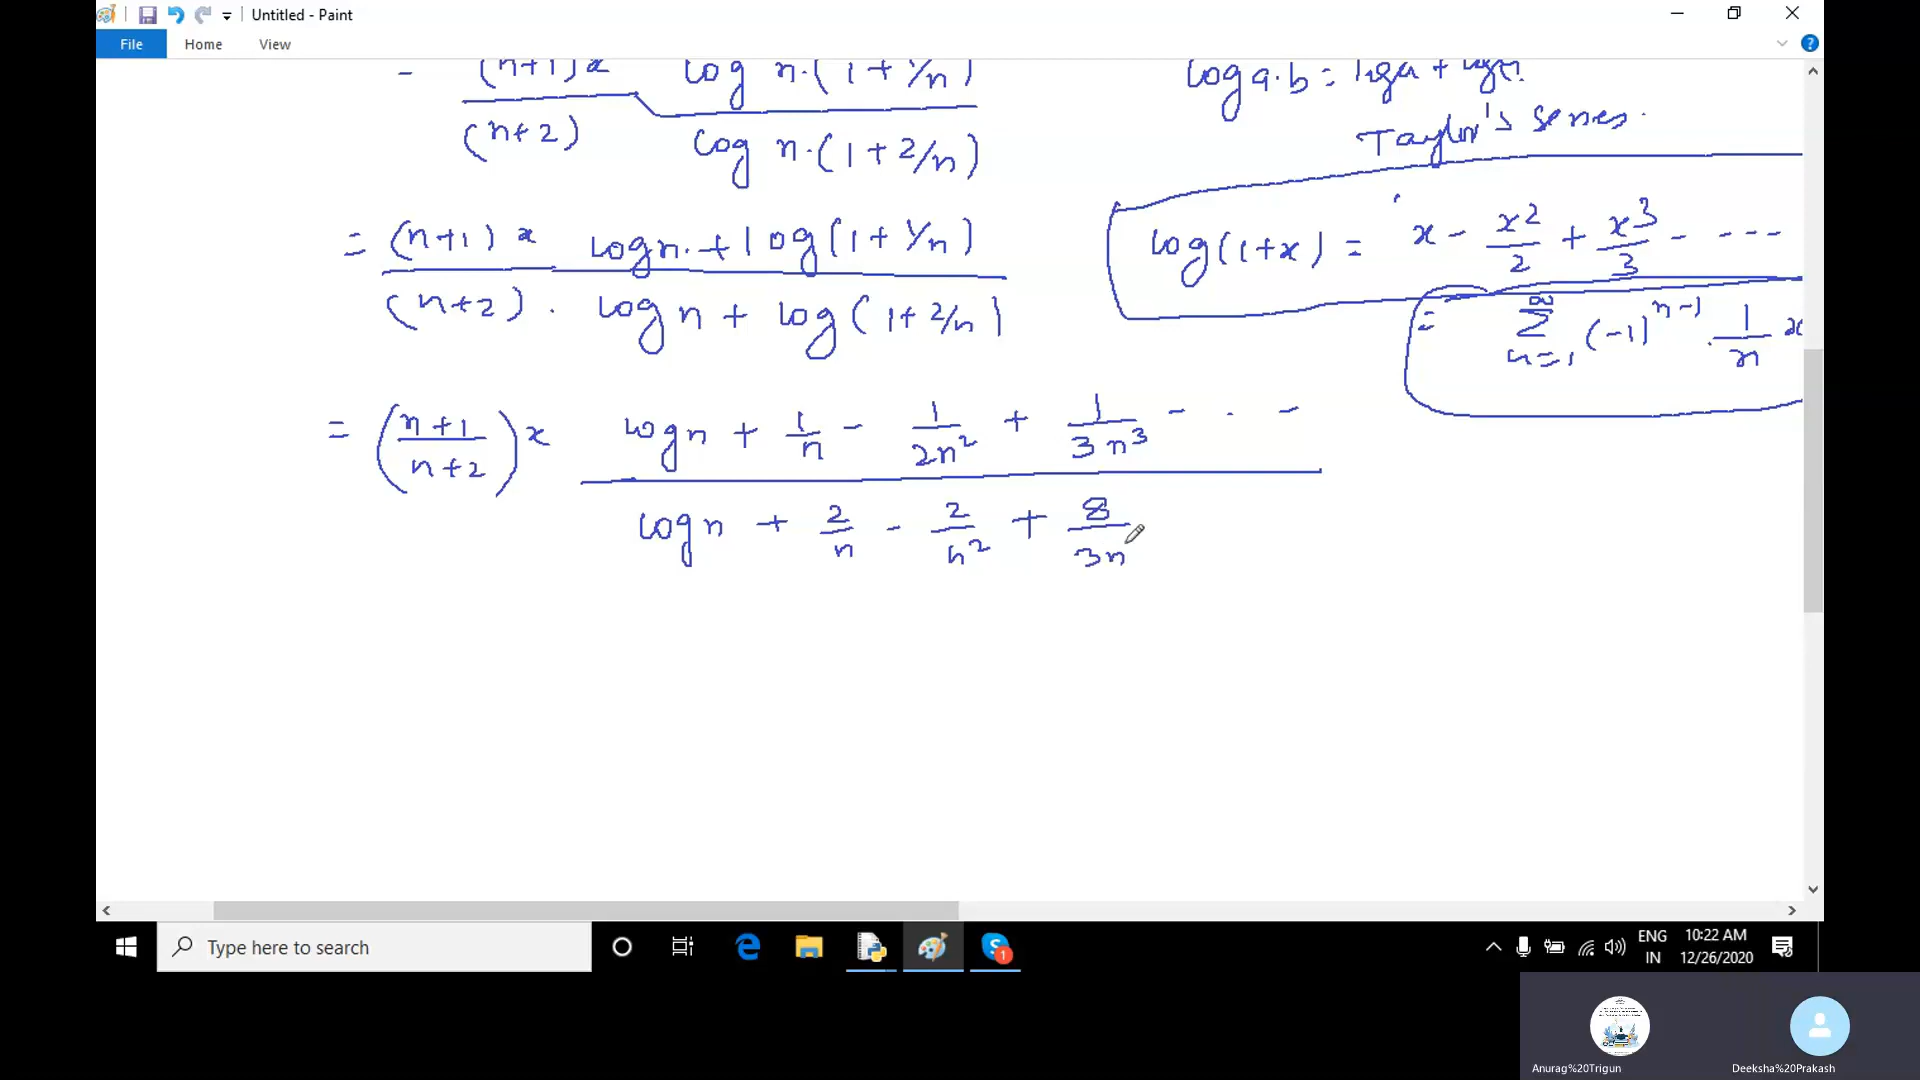 Untitled - Paint
File Home View
- (n+1) x log n·(1 + 1/n)
(n+2) log n·(1 + 2/n)
log a·b = log a +
Taylor's series.
= (n+1) x log n. + log(1 + 1/n)
(n+2) . log n + log(1 + 2/n)
log(1+x) = x - x²/2 + x³/3 - ----
= ∑ n=1 ∞ (-1)^(n-1) . 1/n x
= (n+1 / n+2) x log n + 1/n - 1/2n² + 1/3n³ - . -
log n + 2/n - 2/n² + 8/3n
Type here to search
ENG
IN
10:22 AM
12/26/2020
1
Anurag%20Trigun
Deeksha%20Prakash